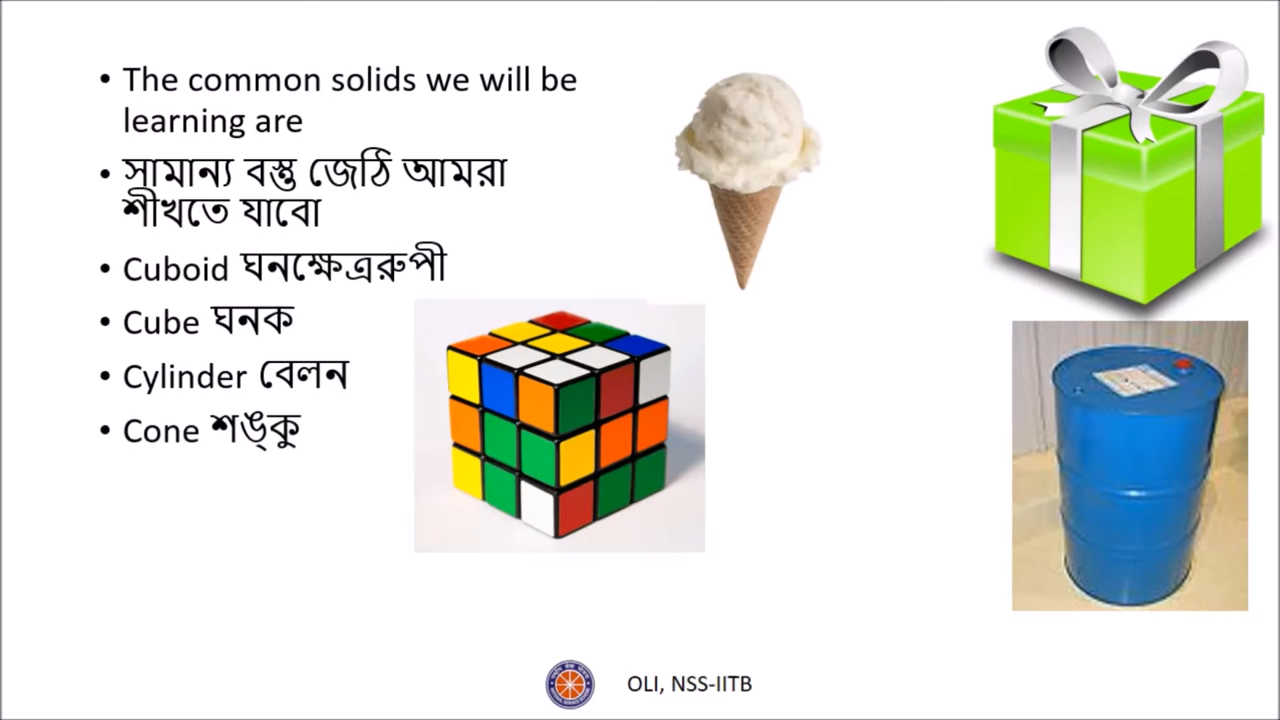 • The common solids we will be
learning are
• সামান্য বস্তু জেঠি আমরা
শীখতে যাবো
• Cuboid ঘনক্ষেত্ররুপী
• Cube ঘনক
• Cylinder বেলন
• Cone শঙ্কু
OLI, NSS-IITB